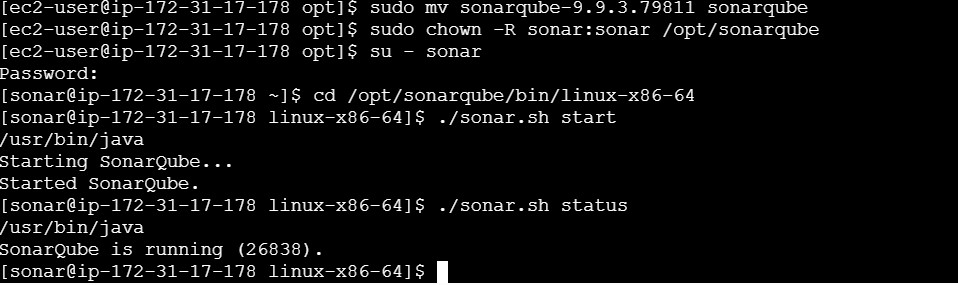 [ec2-user@ip-172-31-17-178 opt]$ sudo mv sonarqube-9.9.3.79811 sonarqube
[ec2-user@ip-172-31-17-178 opt]$ sudo chown -R sonar:sonar /opt/sonarqube
[ec2-user@ip-172-31-17-178 opt]$ su - sonar
Password:
[sonar@ip-172-31-17-178 ~]$ cd /opt/sonarqube/bin/linux-x86-64
[sonar@ip-172-31-17-178 linux-x86-64]$ ./sonar.sh start
/usr/bin/java
Starting SonarQube...
Started SonarQube.
[sonar@ip-172-31-17-178 linux-x86-64]$ ./sonar.sh status
/usr/bin/java
SonarQube is running (26838).
[sonar@ip-172-31-17-178 linux-x86-64]$